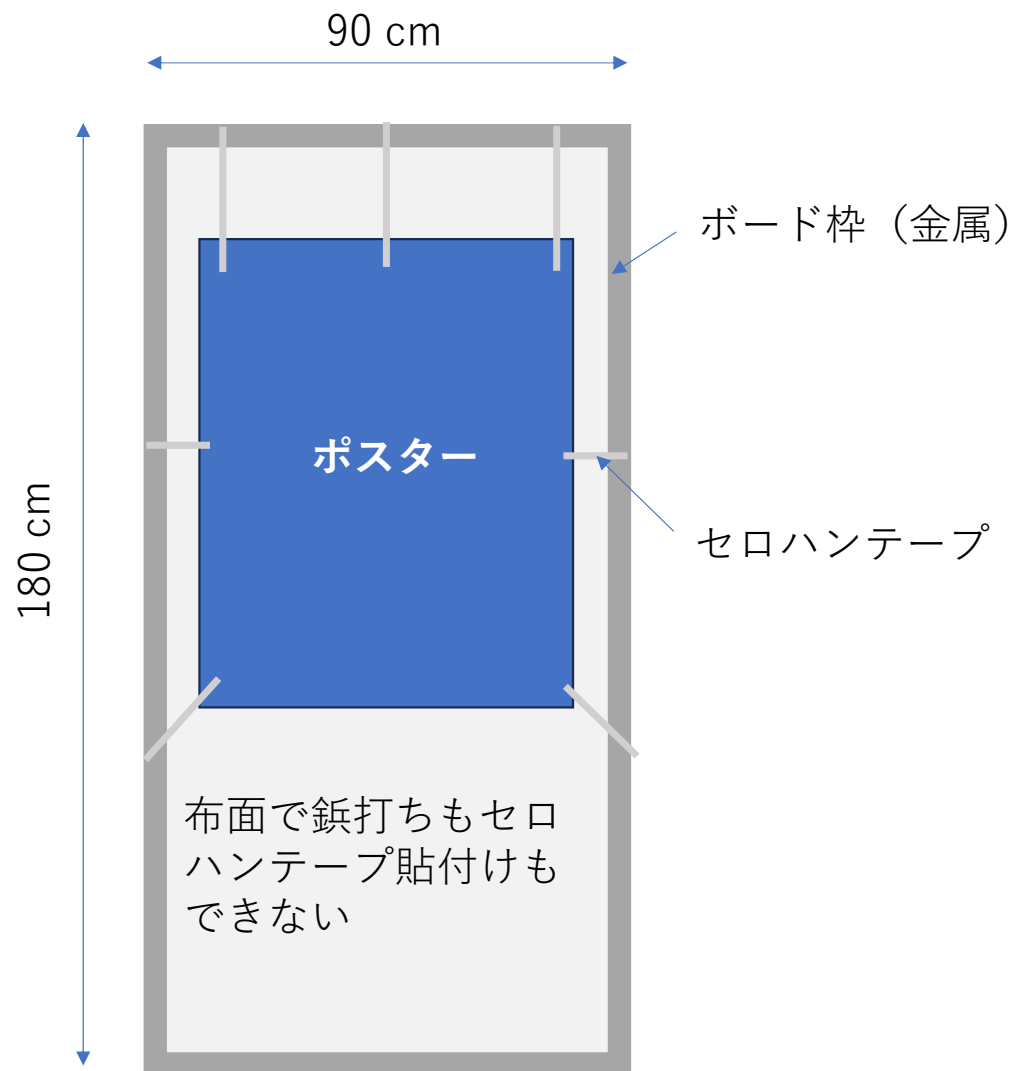 90 cm
ボード枠（金属）
ポスター
180 cm
セロハンテープ
布面で鋲打ちもセロ
ハンテープ貼付けも
できない